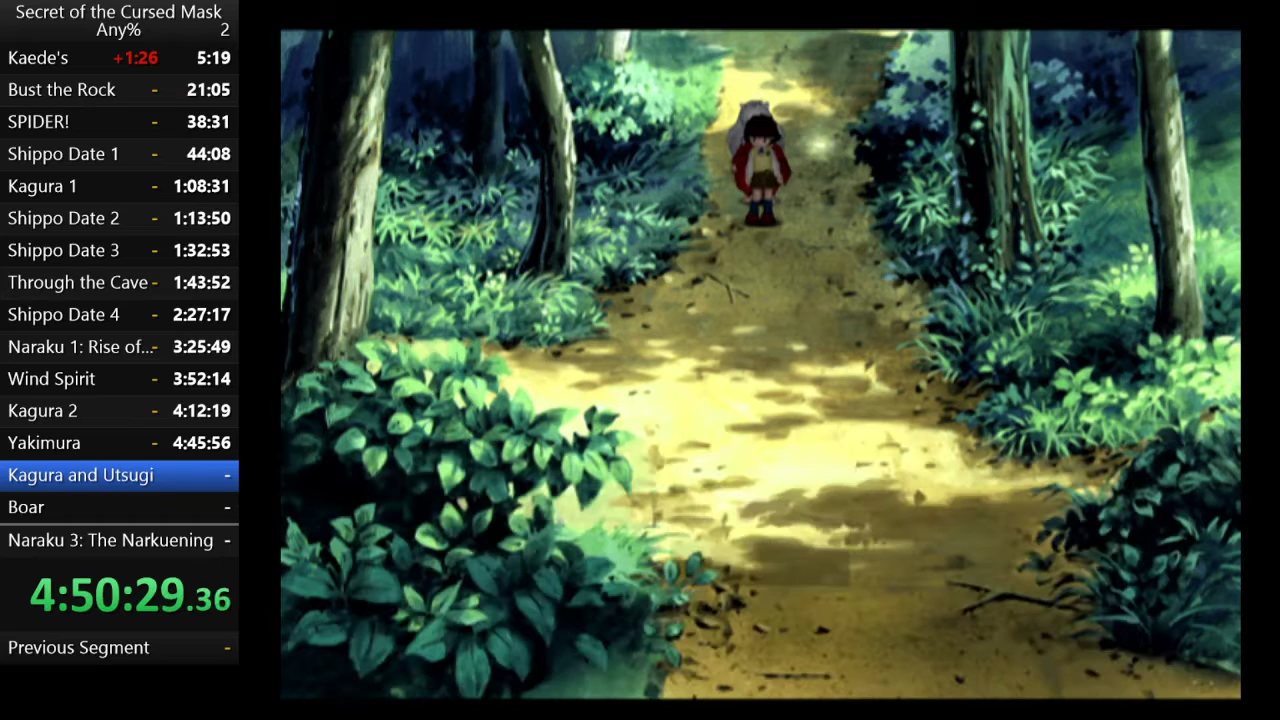 Secret of the Cursed Mask
Any% 2
Kaede's +1:26 5:19
Bust the Rock - 21:05
SPIDER! - 38:31
Shippo Date 1 - 44:08
Kagura 1 - 1:08:31
Shippo Date 2 - 1:13:50
Shippo Date 3 - 1:32:53
Through the Cave - 1:43:52
Shippo Date 4 - 2:27:17
Naraku 1: Rise of... - 3:25:49
Wind Spirit - 3:52:14
Kagura 2 - 4:12:19
Yakimura - 4:45:56
Kagura and Utsugi -
Boar -
Naraku 3: The Narkuening -
4:50:29.36
Previous Segment -